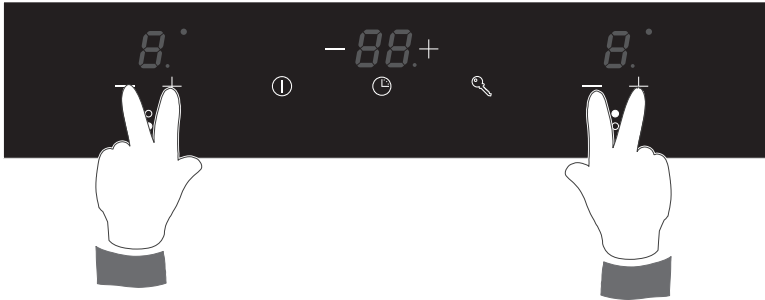 8. − 88. + 8.
− + − +